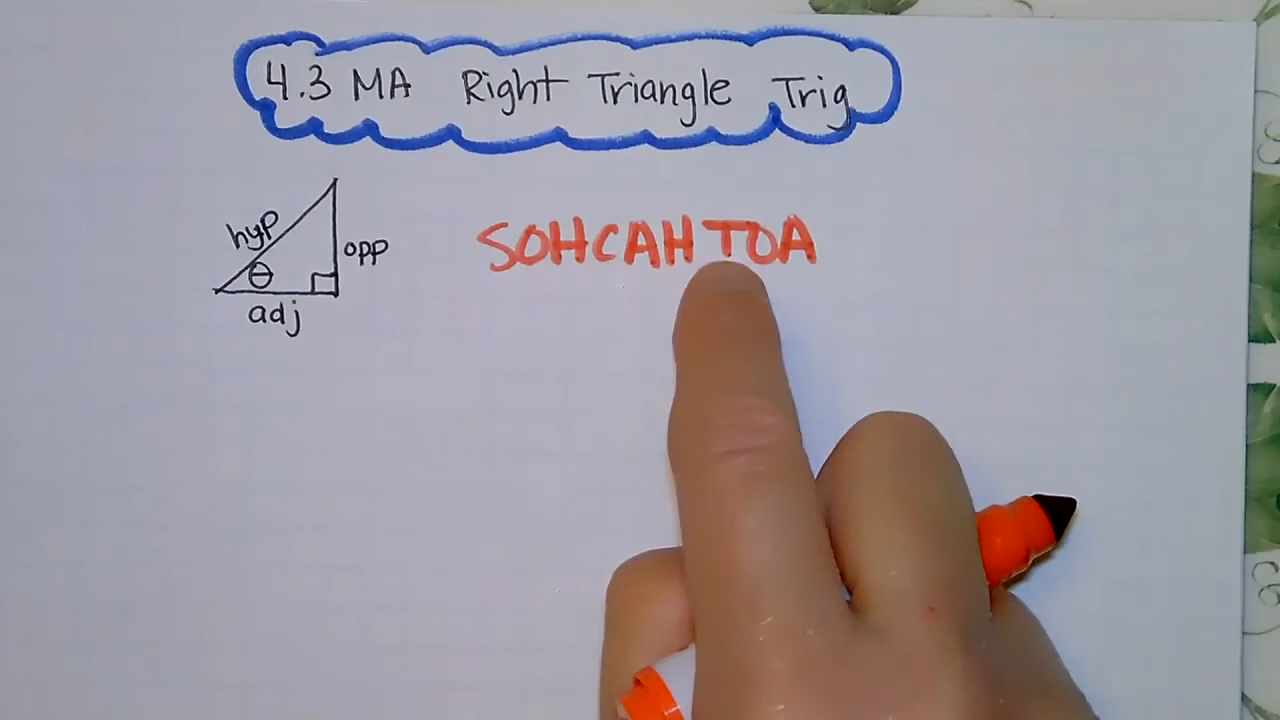 4.3 MA Right Triangle Trig
hyp
θ
opp
adj
SOHCAHTOA